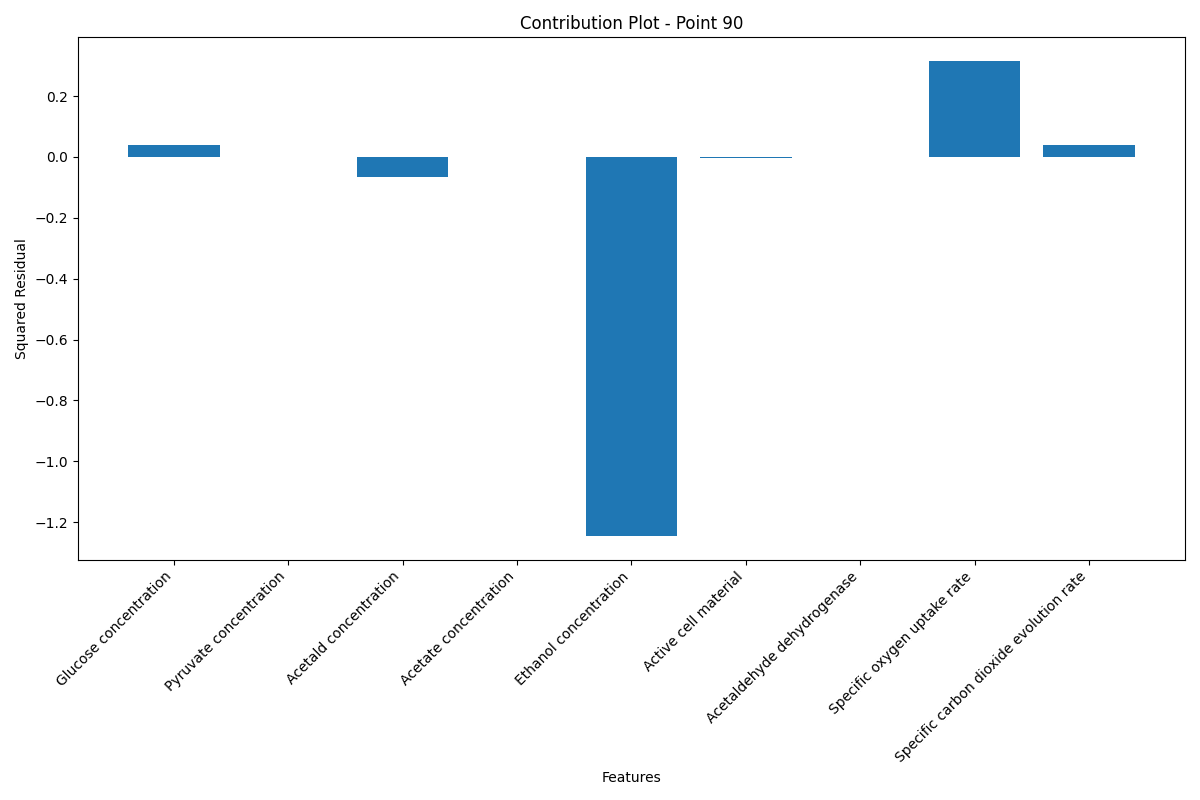 Contribution Plot - Point 90
Squared Residual
0.2
0.0
−0.2
−0.4
−0.6
−0.8
−1.0
−1.2
Glucose concentration
Pyruvate concentration
Acetald concentration
Acetate concentration
Ethanol concentration
Active cell material
Acetaldehyde dehydrogenase
Specific oxygen uptake rate
Specific carbon dioxide evolution rate
Features